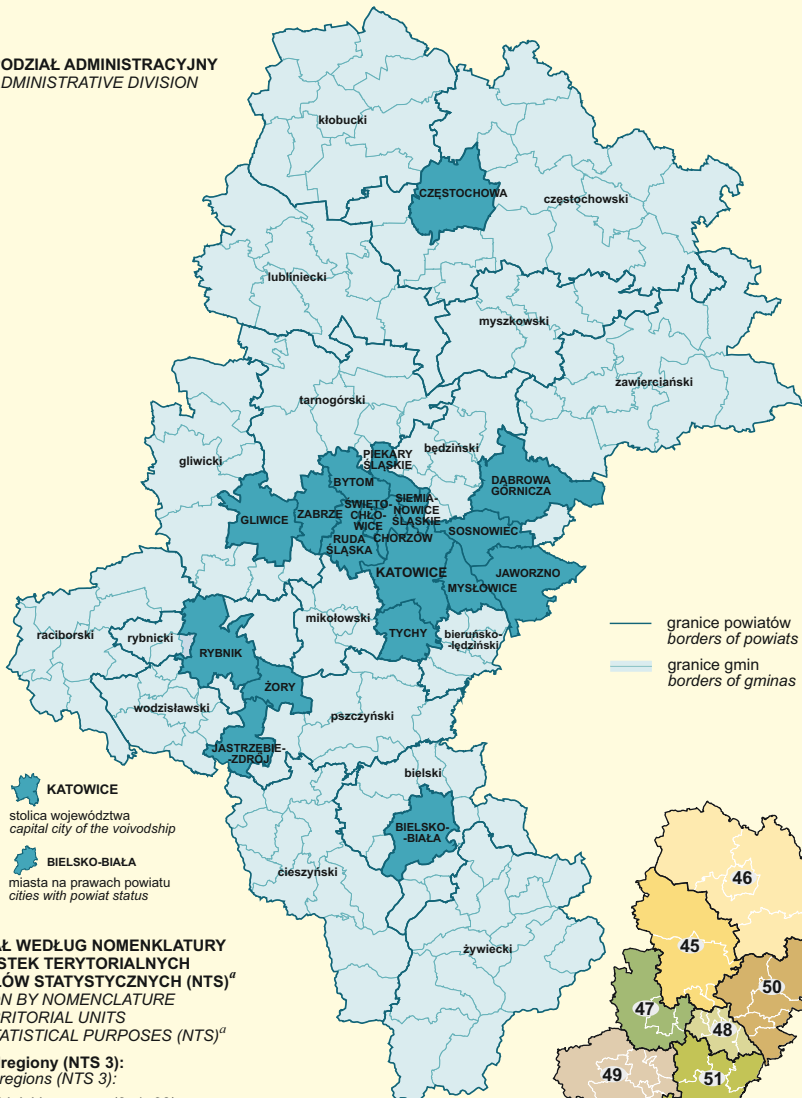 ODZIAŁ ADMINISTRACYJNY
DMINISTRATIVE DIVISION
kłobucki
CZĘSTOCHOWA
częstochowski
lubliniecki
myszkowski
zawierciański
tarnogórski
będziński
gliwicki
PIEKARY
ŚLĄSKIE
BYTOM
DĄBROWA
GÓRNICZA
GLIWICE
ZABRZE
ŚWIĘTO-
CHŁO-
WICE
SIEMIA-
NOWICE
ŚLĄSKIE
RUDA
ŚLĄSKA
CHORZÓW
SOSNOWIEC
KATOWICE
MYSŁOWICE
JAWORZNO
raciborski
rybnicki
RYBNIK
mikołowski
TYCHY
bieruńsko-
-lędziński
granice powiatów
borders of powiats
granice gmin
borders of gminas
ŻORY
wodzisławski
pszczyński
JASTRZĘBIE-
-ZDRÓJ
bielski
KATOWICE
stolica województwa
capital city of the voivodship
BIELSKO-
-BIAŁA
BIELSKO-BIAŁA
miasta na prawach powiatu
cities with powiat status
cieszyński
żywiecki
AŁ WEDŁUG NOMENKLATURY
STEK TERYTORIALNYCH
LÓW STATYSTYCZNYCH (NTS)a
ON BY NOMENCLATURE
RRITORIAL UNITS
TATISTICAL PURPOSES (NTS)a
regiony (NTS 3):
regions (NTS 3):
46
45
50
47
48
49
51